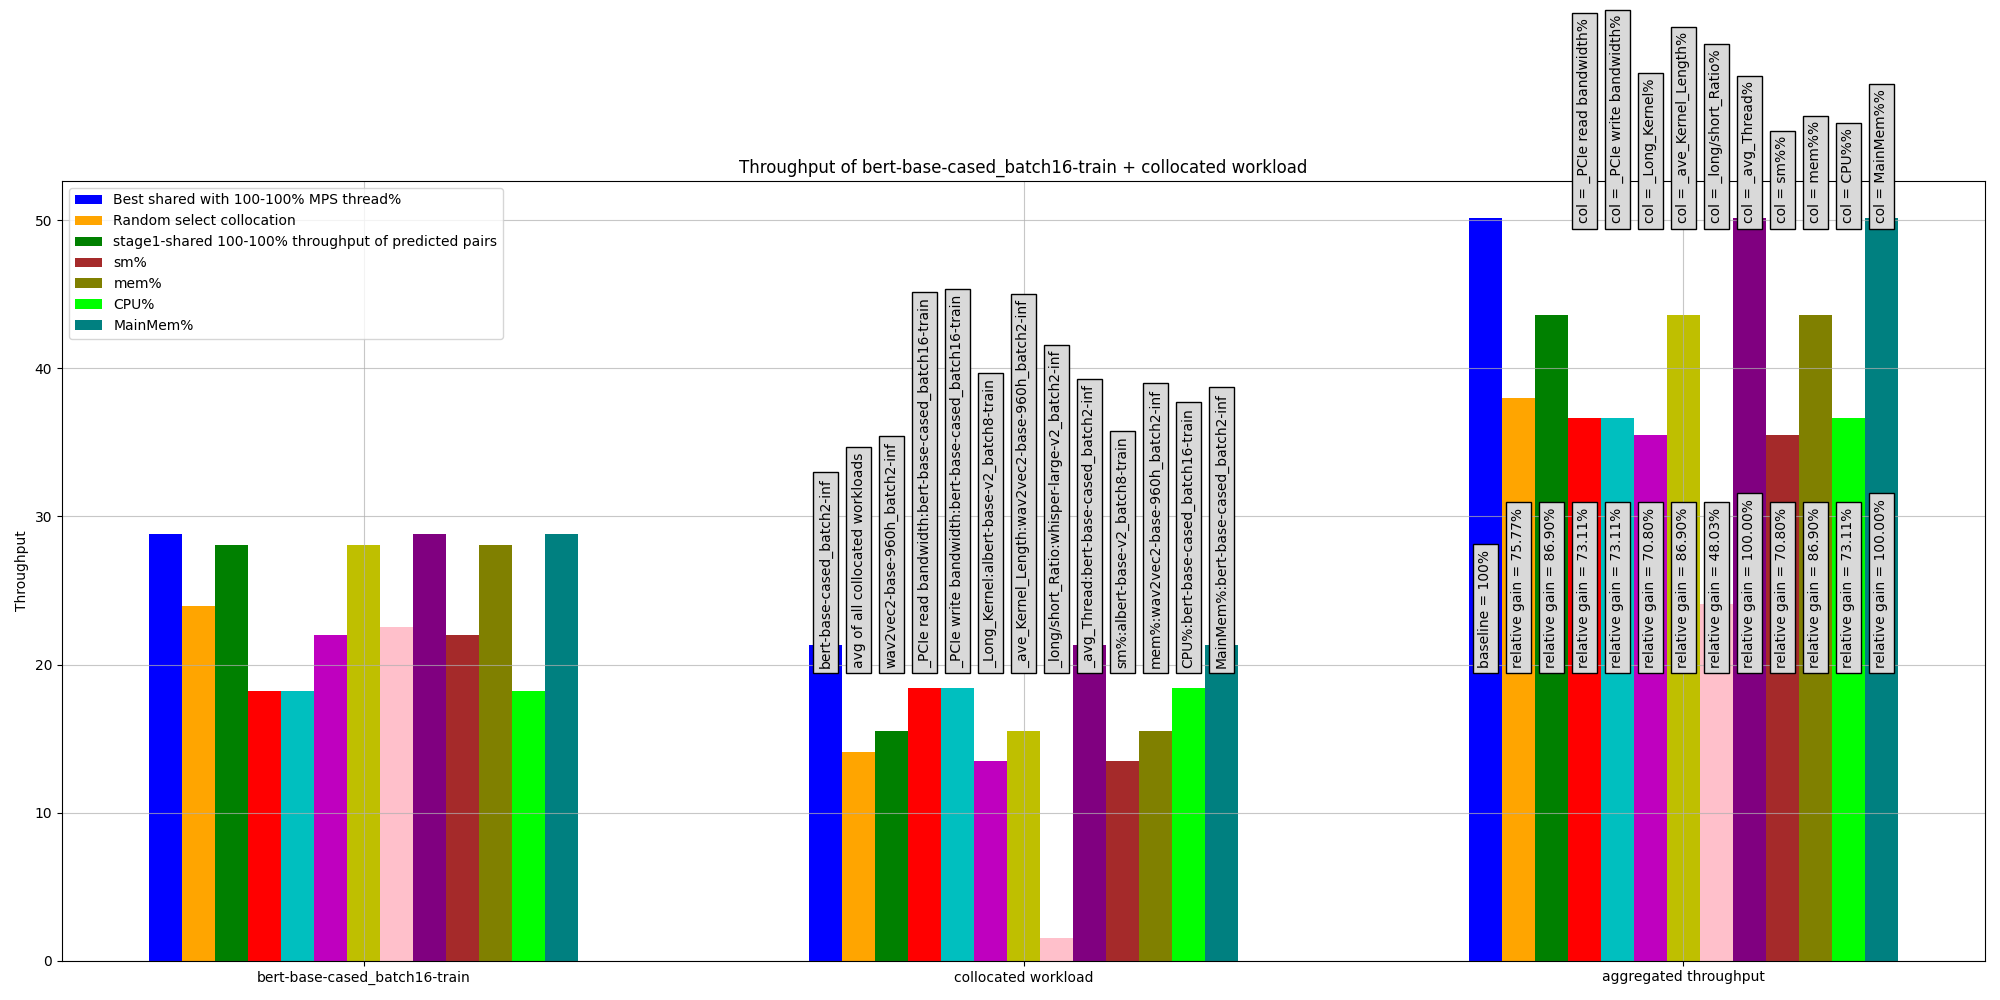 col = _PCIe read bandwidth%
col = _PCIe write bandwidth%
col = _Long_Kernel%
col = _ave_Kernel_Length%
col = _long/short_Ratio%
col = _avg_Thread%
col = sm%%
col = mem%%
col = CPU%%
col = MainMem%%
Throughput of bert-base-cased_batch16-train + collocated workload
Best shared with 100-100% MPS thread%
Random select collocation
stage1-shared 100-100% throughput of predicted pairs
sm%
mem%
CPU%
MainMem%
Throughput
50
40
30
20
10
0
bert-base-cased_batch2-inf
avg of all collocated workloads
wav2vec2-base-960h_batch2-inf
_PCIe read bandwidth:bert-base-cased_batch16-train
_PCIe write bandwidth:bert-base-cased_batch16-train
_Long_Kernel:albert-base-v2_batch8-train
_ave_Kernel_Length:wav2vec2-base-960h_batch2-inf
_long/short_Ratio:whisper-large-v2_batch2-inf
_avg_Thread:bert-base-cased_batch2-inf
sm%:albert-base-v2_batch8-train
mem%:wav2vec2-base-960h_batch2-inf
CPU%:bert-base-cased_batch16-train
MainMem%:bert-base-cased_batch2-inf
baseline = 100%
relative gain = 75.77%
relative gain = 86.90%
relative gain = 73.11%
relative gain = 73.11%
relative gain = 70.80%
relative gain = 86.90%
relative gain = 48.03%
relative gain = 100.00%
relative gain = 70.80%
relative gain = 86.90%
relative gain = 73.11%
relative gain = 100.00%
bert-base-cased_batch16-train
collocated workload
aggregated throughput